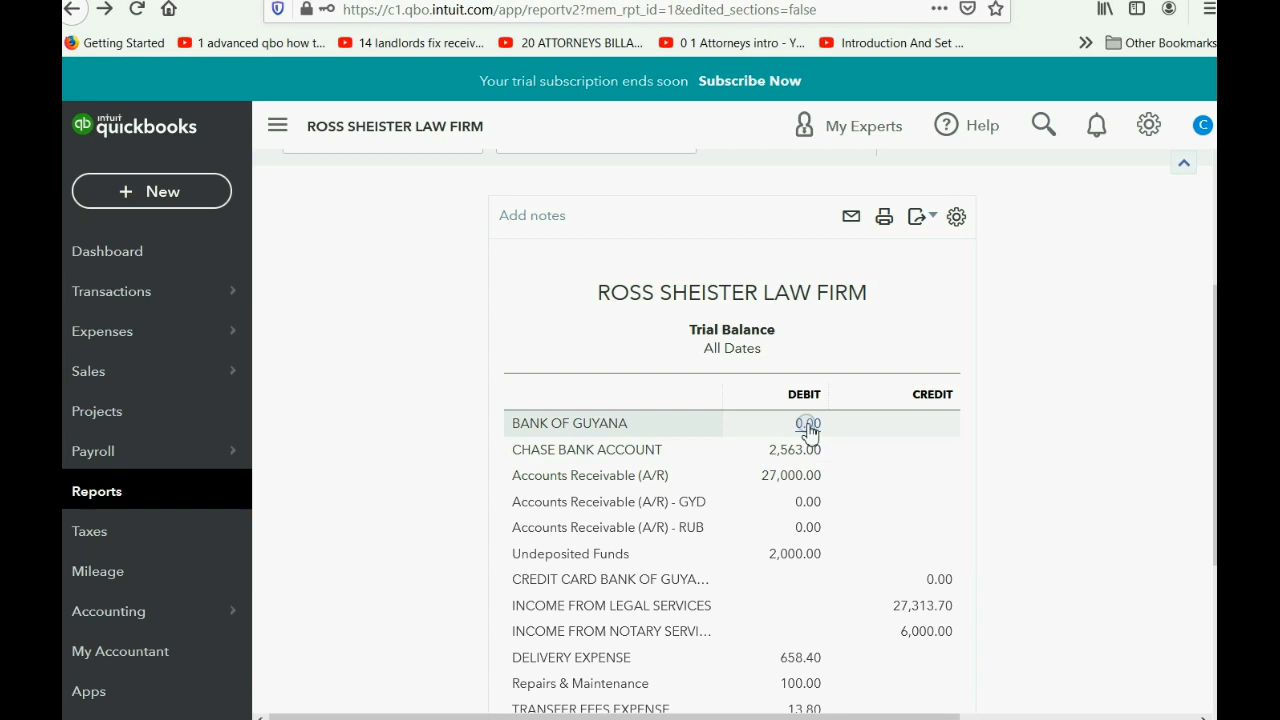 https://c1.qbo.intuit.com/app/reportv2?mem_rpt_id=1&edited_sections=false
Getting Started
1 advanced qbo how t...
14 landlords fix receiv...
20 ATTORNEYS BILLA...
0 1 Attorneys intro - Y...
Introduction And Set ...
Other Bookmarks
Your trial subscription ends soon Subscribe Now
intuit
quickbooks
ROSS SHEISTER LAW FIRM
My Experts
Help
C
+ New
Dashboard
Transactions
Expenses
Sales
Projects
Payroll
Reports
Taxes
Mileage
Accounting
My Accountant
Apps
Add notes
ROSS SHEISTER LAW FIRM
Trial Balance
All Dates
DEBIT CREDIT
BANK OF GUYANA 0.00
CHASE BANK ACCOUNT 2,563.00
Accounts Receivable (A/R) 27,000.00
Accounts Receivable (A/R) - GYD 0.00
Accounts Receivable (A/R) - RUB 0.00
Undeposited Funds 2,000.00
CREDIT CARD BANK OF GUYA... 0.00
INCOME FROM LEGAL SERVICES 27,313.70
INCOME FROM NOTARY SERVI... 6,000.00
DELIVERY EXPENSE 658.40
Repairs & Maintenance 100.00
TRANSFER FEES EXPENSE 13.80